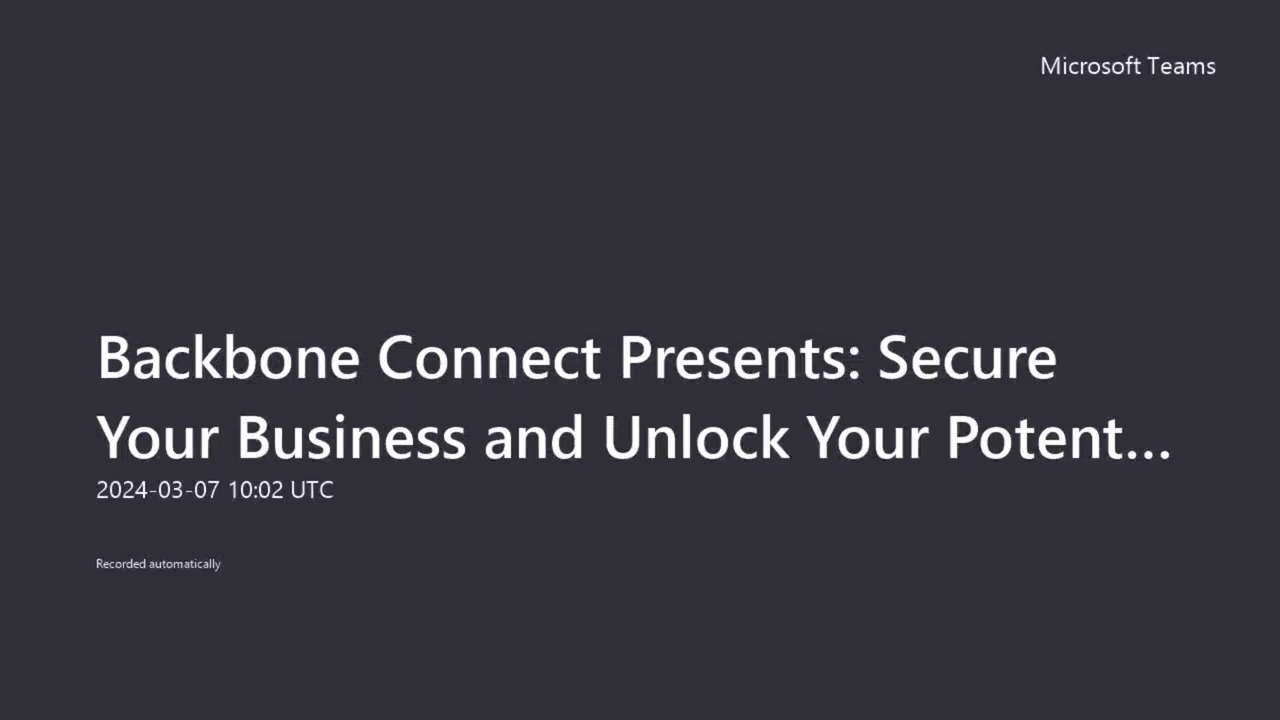 Microsoft Teams
Backbone Connect Presents: Secure
Your Business and Unlock Your Potent...
2024-03-07 10:02 UTC
Recorded automatically